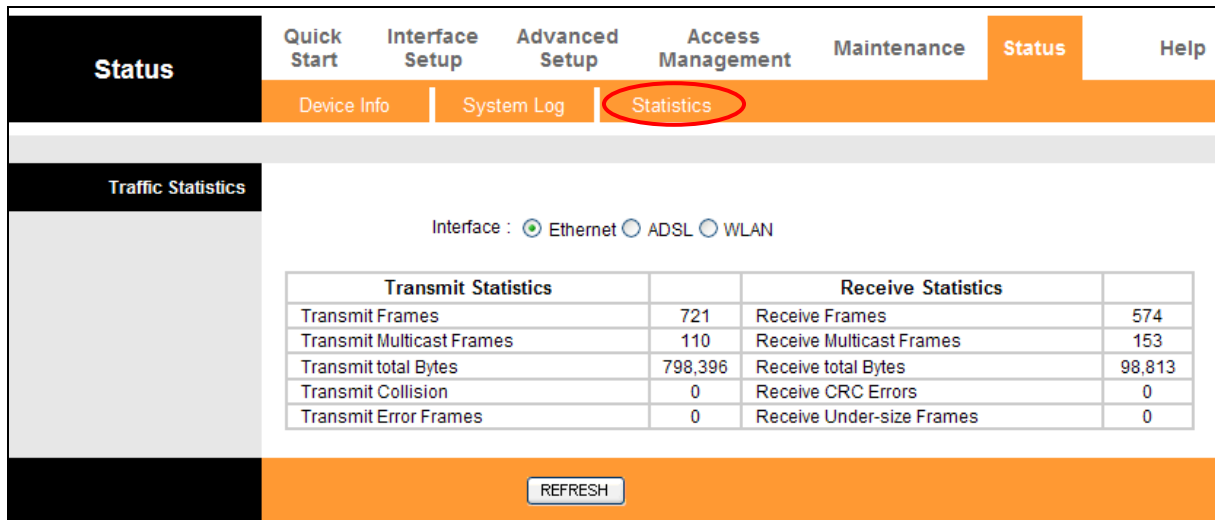 Status
Quick Start
Interface Setup
Advanced Setup
Access Management
Maintenance
Status
Help
Device Info
System Log
Statistics
Traffic Statistics
Interface : Ethernet ADSL WLAN
Transmit Statistics Receive Statistics
Transmit Frames 721 Receive Frames 574
Transmit Multicast Frames 110 Receive Multicast Frames 153
Transmit total Bytes 798,396 Receive total Bytes 98,813
Transmit Collision 0 Receive CRC Errors 0
Transmit Error Frames 0 Receive Under-size Frames 0
REFRESH